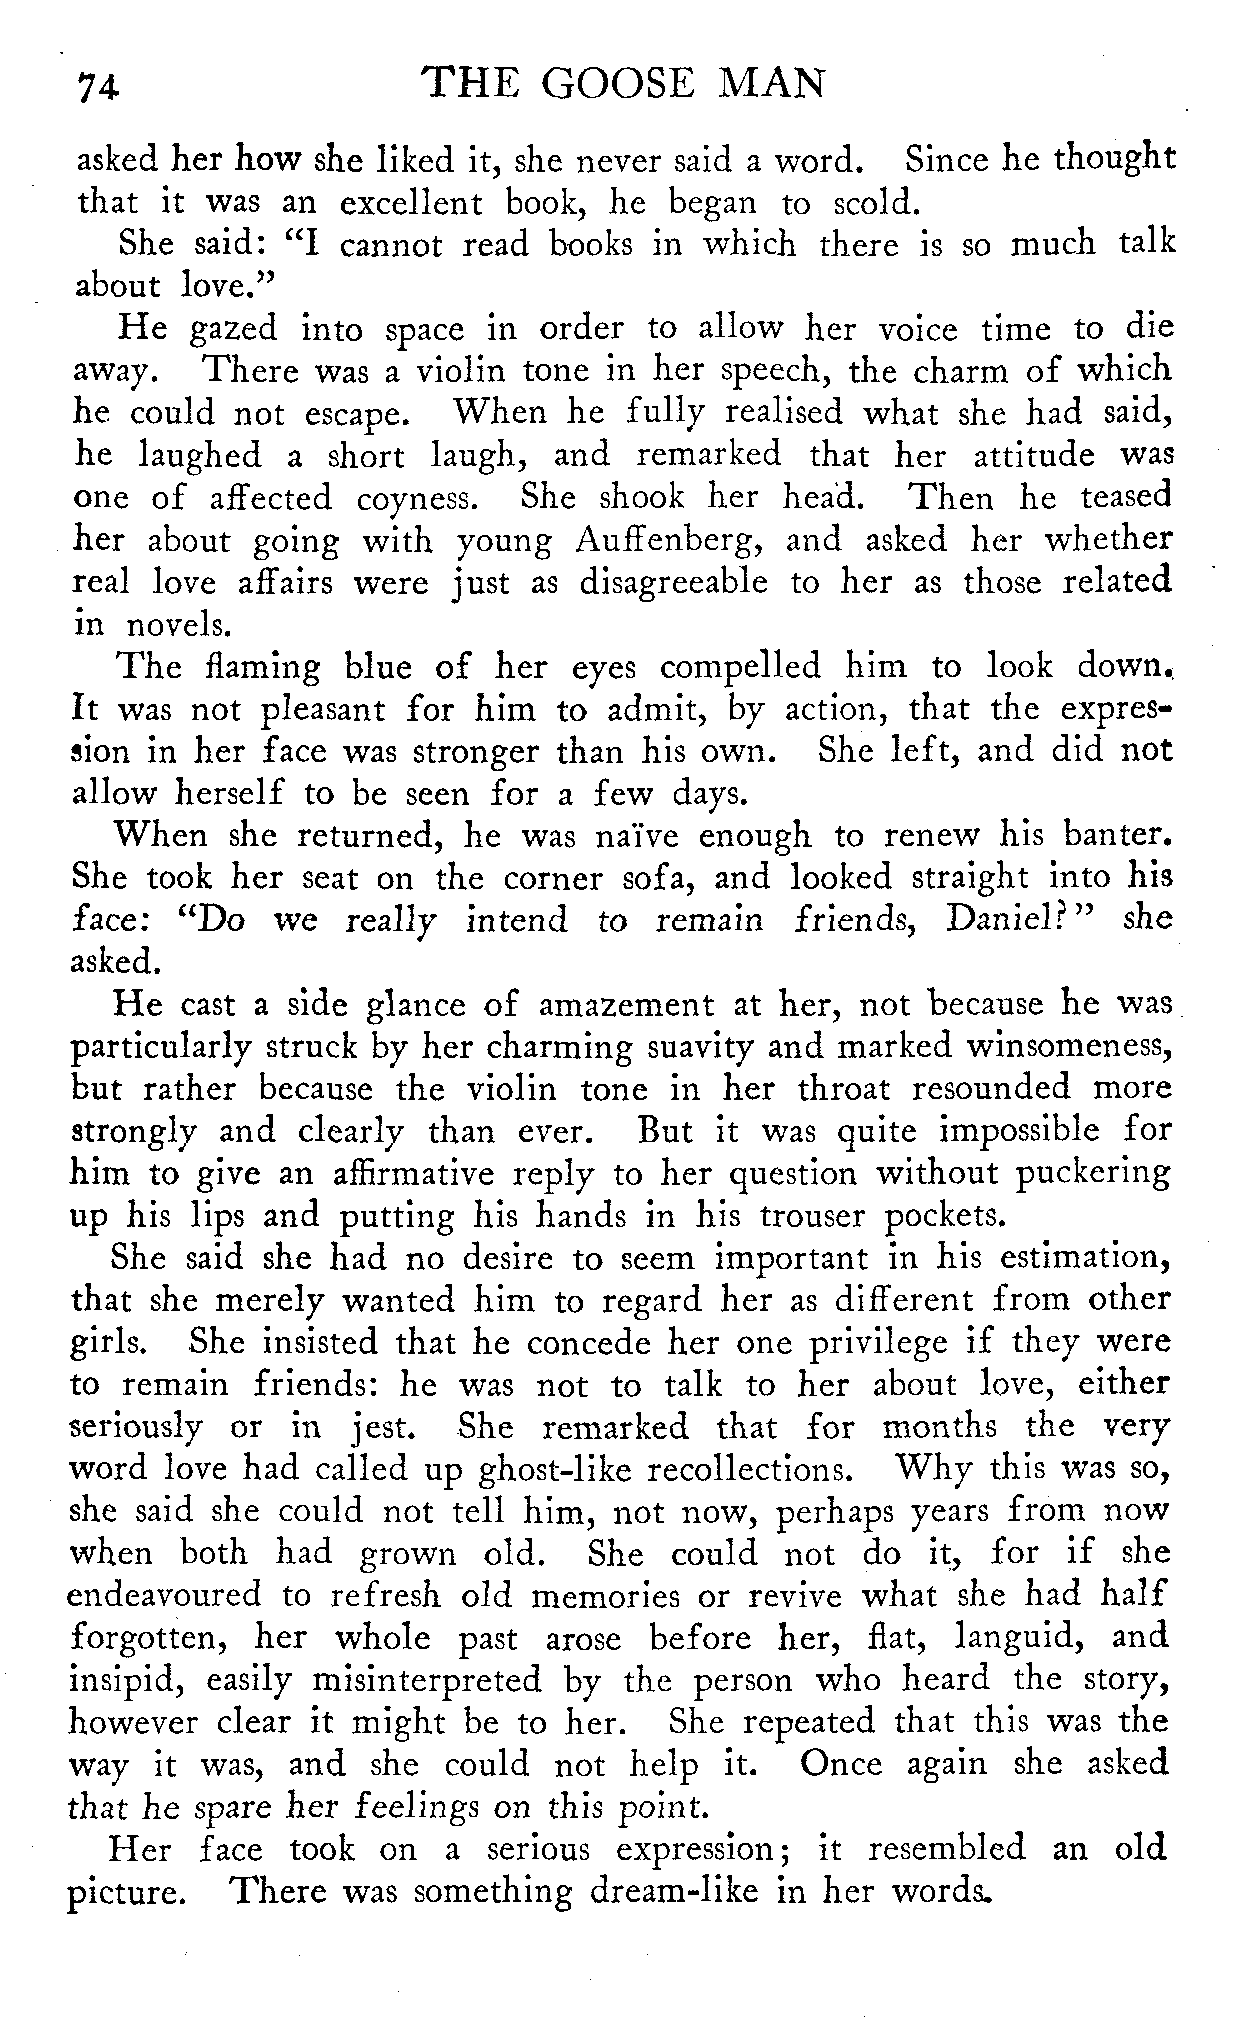 74 THE GOOSE MAN
asked her how she liked it, she never said a word. Since he thought
that it was an excellent book, he began to scold.
She said: “I cannot read books in which there is so much talk
about love.”
He gazed into space in order to allow her voice time to die
away. There was a violin tone in her speech, the charm of which
he could not escape. When he fully realised what she had said,
he laughed a short laugh, and remarked that her attitude was
one of affected coyness. She shook her head. Then he teased
her about going with young Auffenberg, and asked her whether
real love affairs were just as disagreeable to her as those related
in novels.
The flaming blue of her eyes compelled him to look down.
It was not pleasant for him to admit, by action, that the expres-
sion in her face was stronger than his own. She left, and did not
allow herself to be seen for a few days.
When she returned, he was naïve enough to renew his banter.
She took her seat on the corner sofa, and looked straight into his
face: “Do we really intend to remain friends, Daniel?” she
asked.
He cast a side glance of amazement at her, not because he was
particularly struck by her charming suavity and marked winsomeness,
but rather because the violin tone in her throat resounded more
strongly and clearly than ever. But it was quite impossible for
him to give an affirmative reply to her question without puckering
up his lips and putting his hands in his trouser pockets.
She said she had no desire to seem important in his estimation,
that she merely wanted him to regard her as different from other
girls. She insisted that he concede her one privilege if they were
to remain friends: he was not to talk to her about love, either
seriously or in jest. She remarked that for months the very
word love had called up ghost-like recollections. Why this was so,
she said she could not tell him, not now, perhaps years from now
when both had grown old. She could not do it, for if she
endeavoured to refresh old memories or revive what she had half
forgotten, her whole past arose before her, flat, languid, and
insipid, easily misinterpreted by the person who heard the story,
however clear it might be to her. She repeated that this was the
way it was, and she could not help it. Once again she asked
that he spare her feelings on this point.
Her face took on a serious expression; it resembled an old
picture. There was something dream-like in her words.